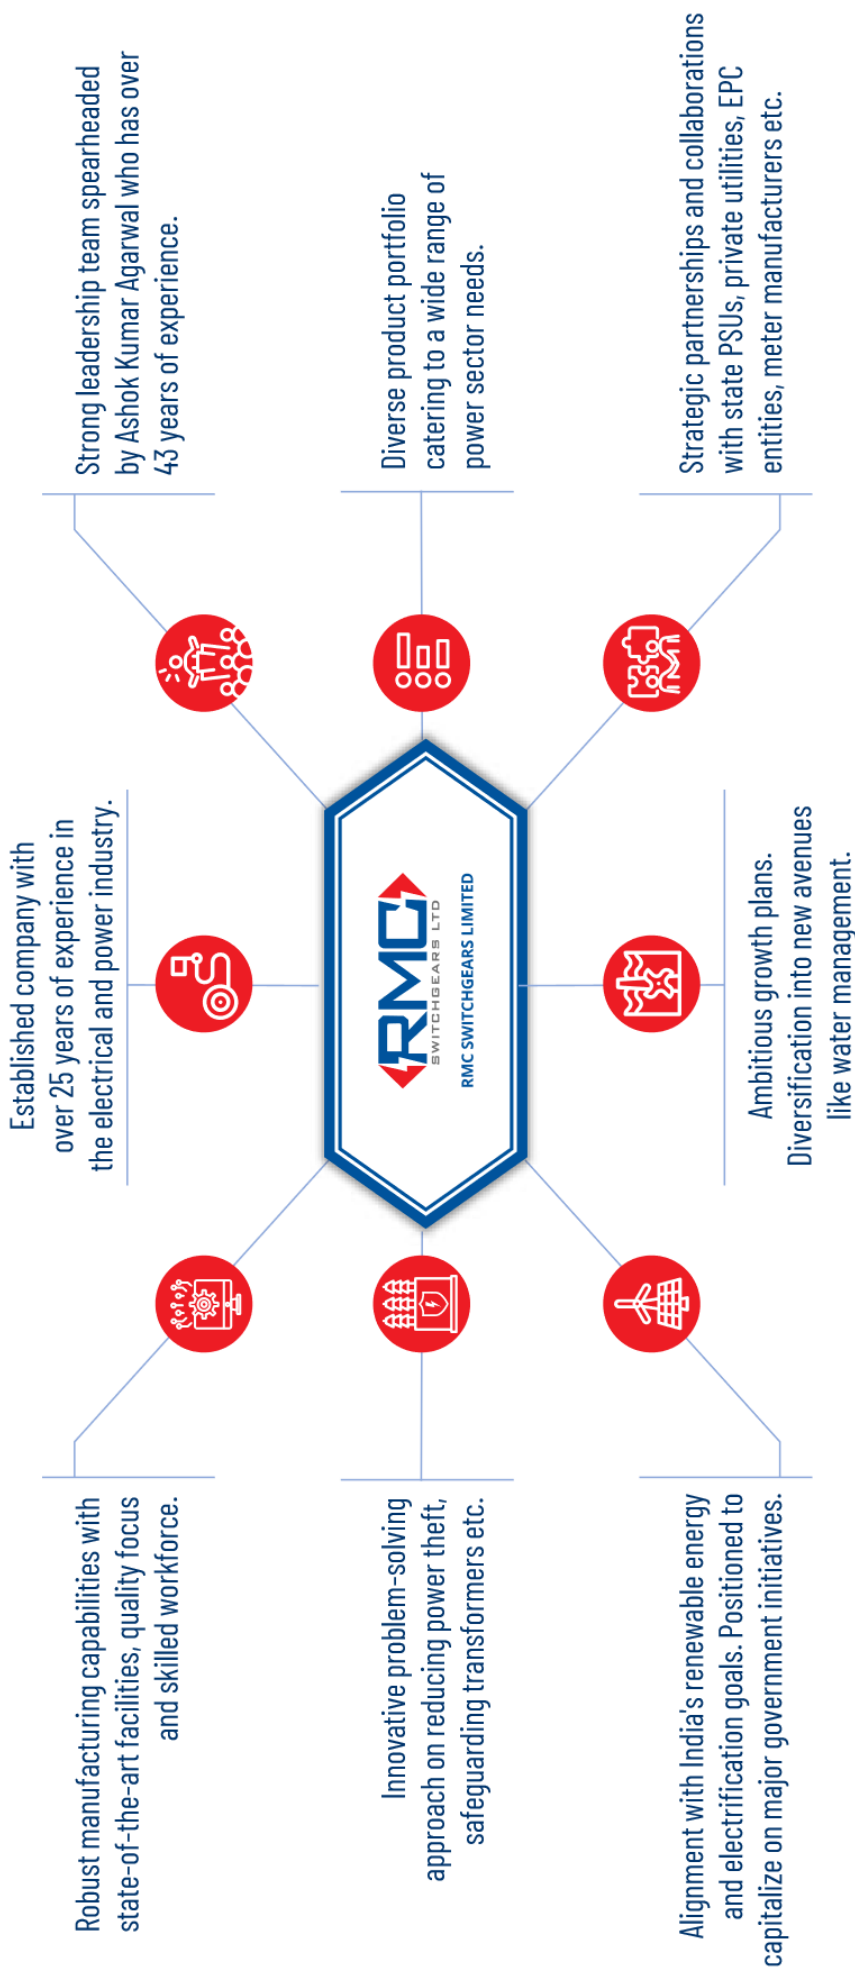 Robust manufacturing capabilities with
state-of-the-art facilities, quality focus
and skilled workforce.
Established company with
over 25 years of experience in
the electrical and power industry.
Strong leadership team spearheaded
by Ashok Kumar Agarwal who has over
43 years of experience.
Innovative problem-solving
approach on reducing power theft,
safeguarding transformers etc.
RMC
SWITCHGEARS LTD
RMC SWITCHGEARS LIMITED
Diverse product portfolio
catering to a wide range of
power sector needs.
Alignment with India's renewable energy
and electrification goals. Positioned to
capitalize on major government initiatives.
Ambitious growth plans.
Diversification into new avenues
like water management.
Strategic partnerships and collaborations
with state PSUs, private utilities, EPC
entities, meter manufacturers etc.